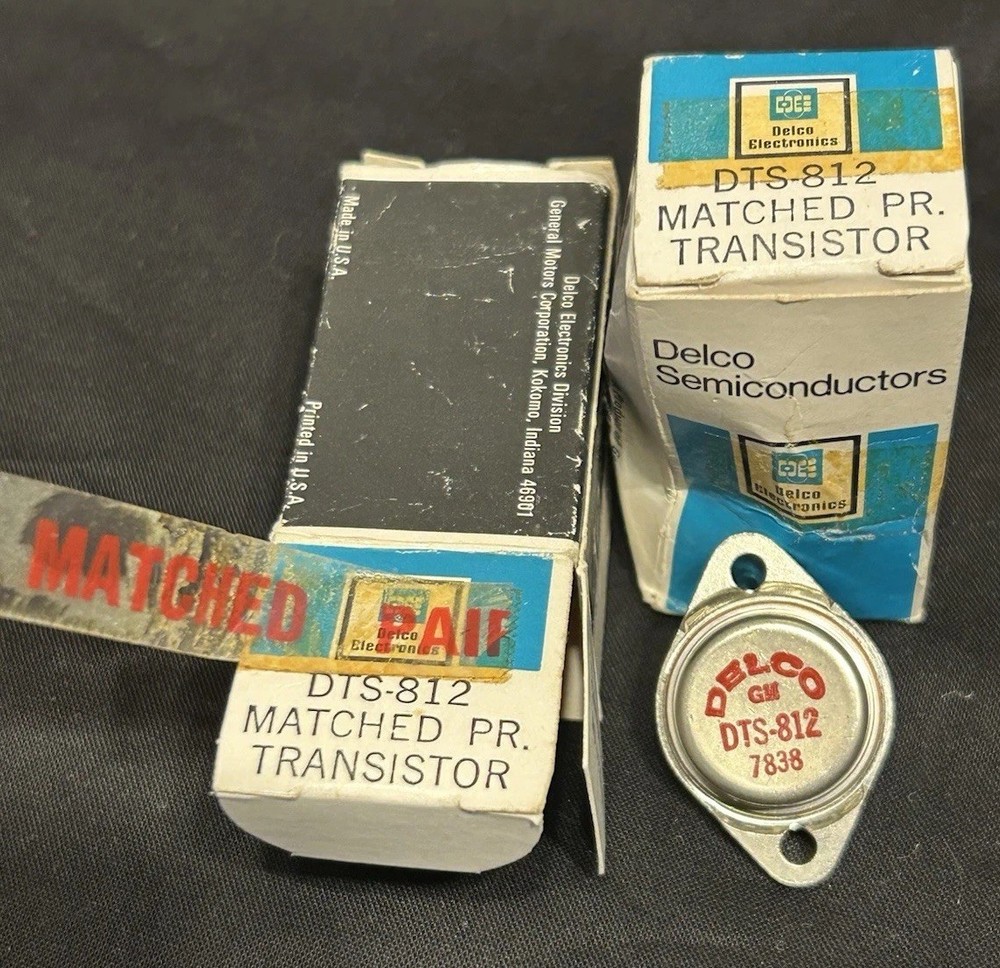 Made in U.S.A.
Printed in U.S.A.
Delco Electronics Division
General Motors Corporation, Kokomo, Indiana 46901
MATCHED PAIR
Delco
Electronics
DTS-812
MATCHED PR.
TRANSISTOR
Delco
Electronics
DTS-812
MATCHED PR.
TRANSISTOR
Delco
Semiconductors
Delco
Electronics
DELCO
GM
DTS-812
7838